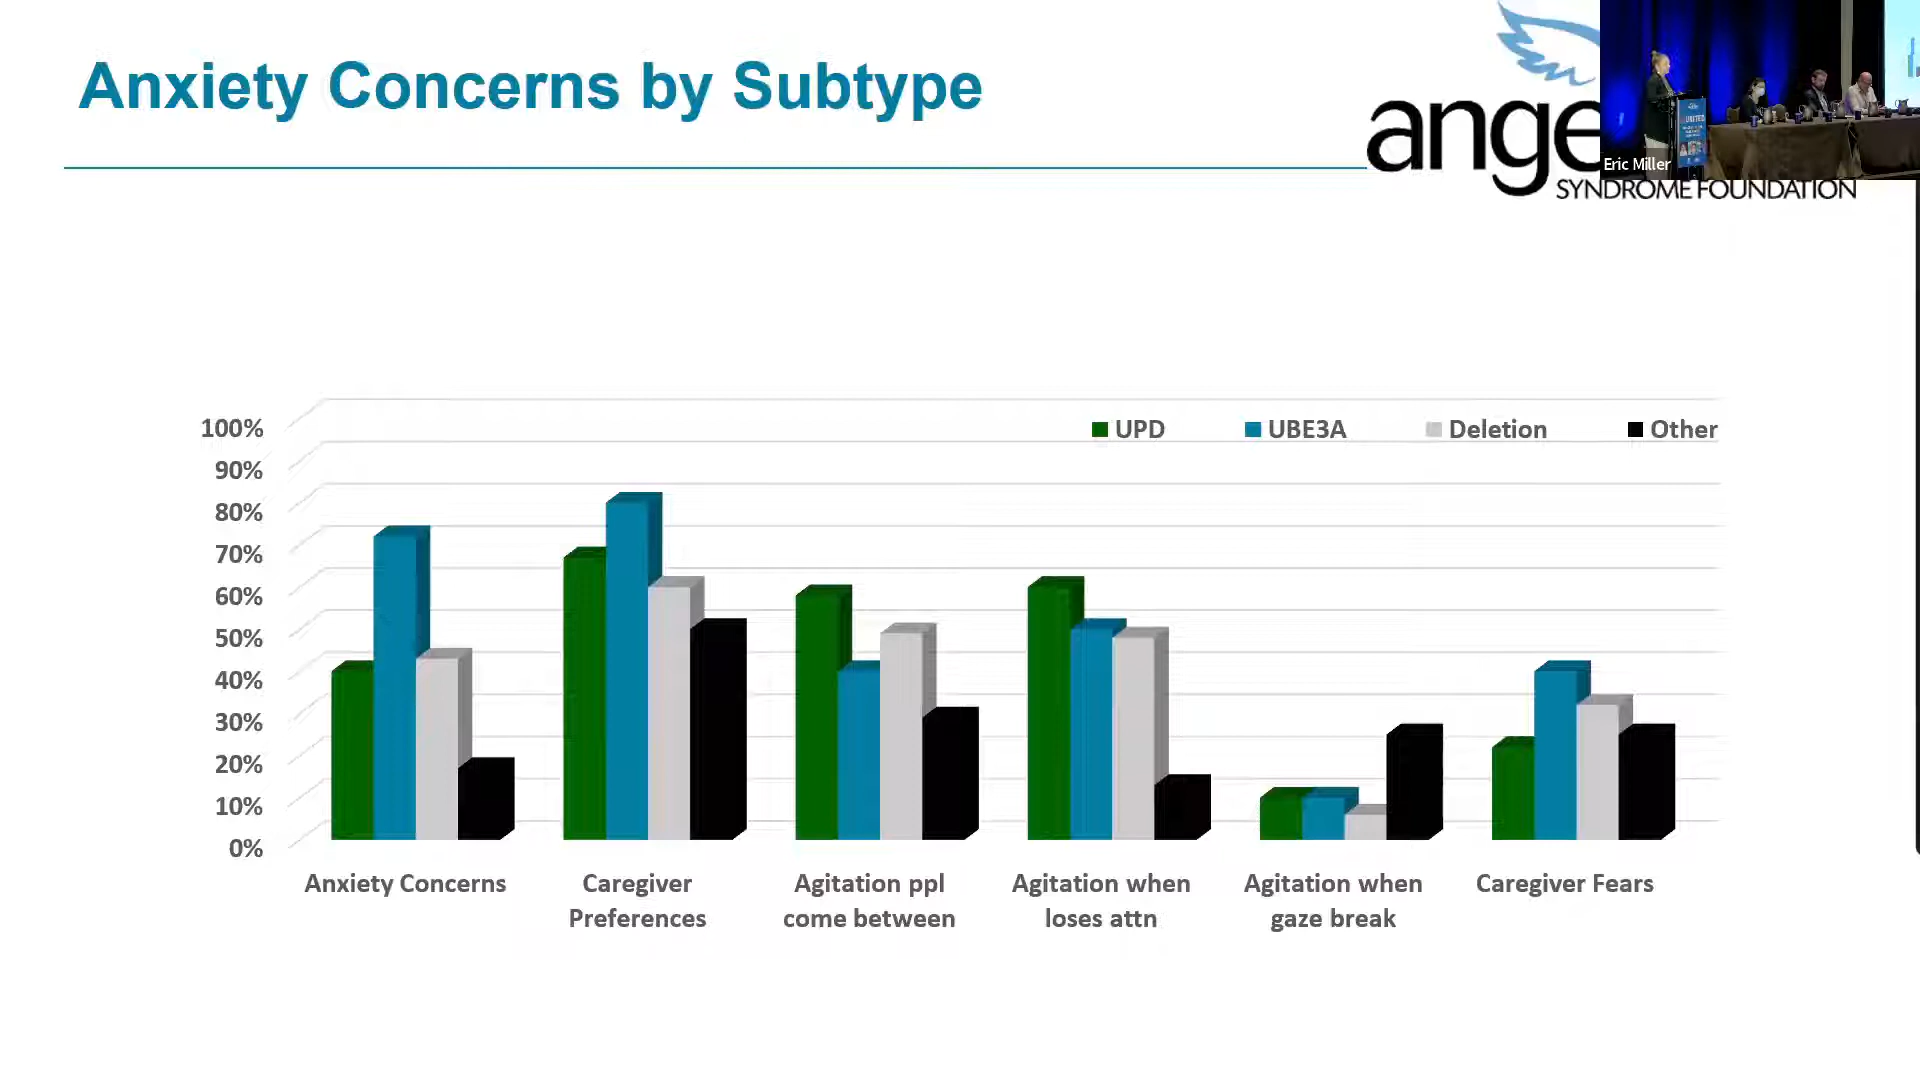 Anxiety Concerns by Subtype
ange
SYNDROME FOUNDATION
UNITED
Eric Miller
100%
90%
80%
70%
60%
50%
40%
30%
20%
10%
0%
UPD
UBE3A
Deletion
Other
Anxiety Concerns
Caregiver
Preferences
Agitation ppl
come between
Agitation when
loses attn
Agitation when
gaze break
Caregiver Fears